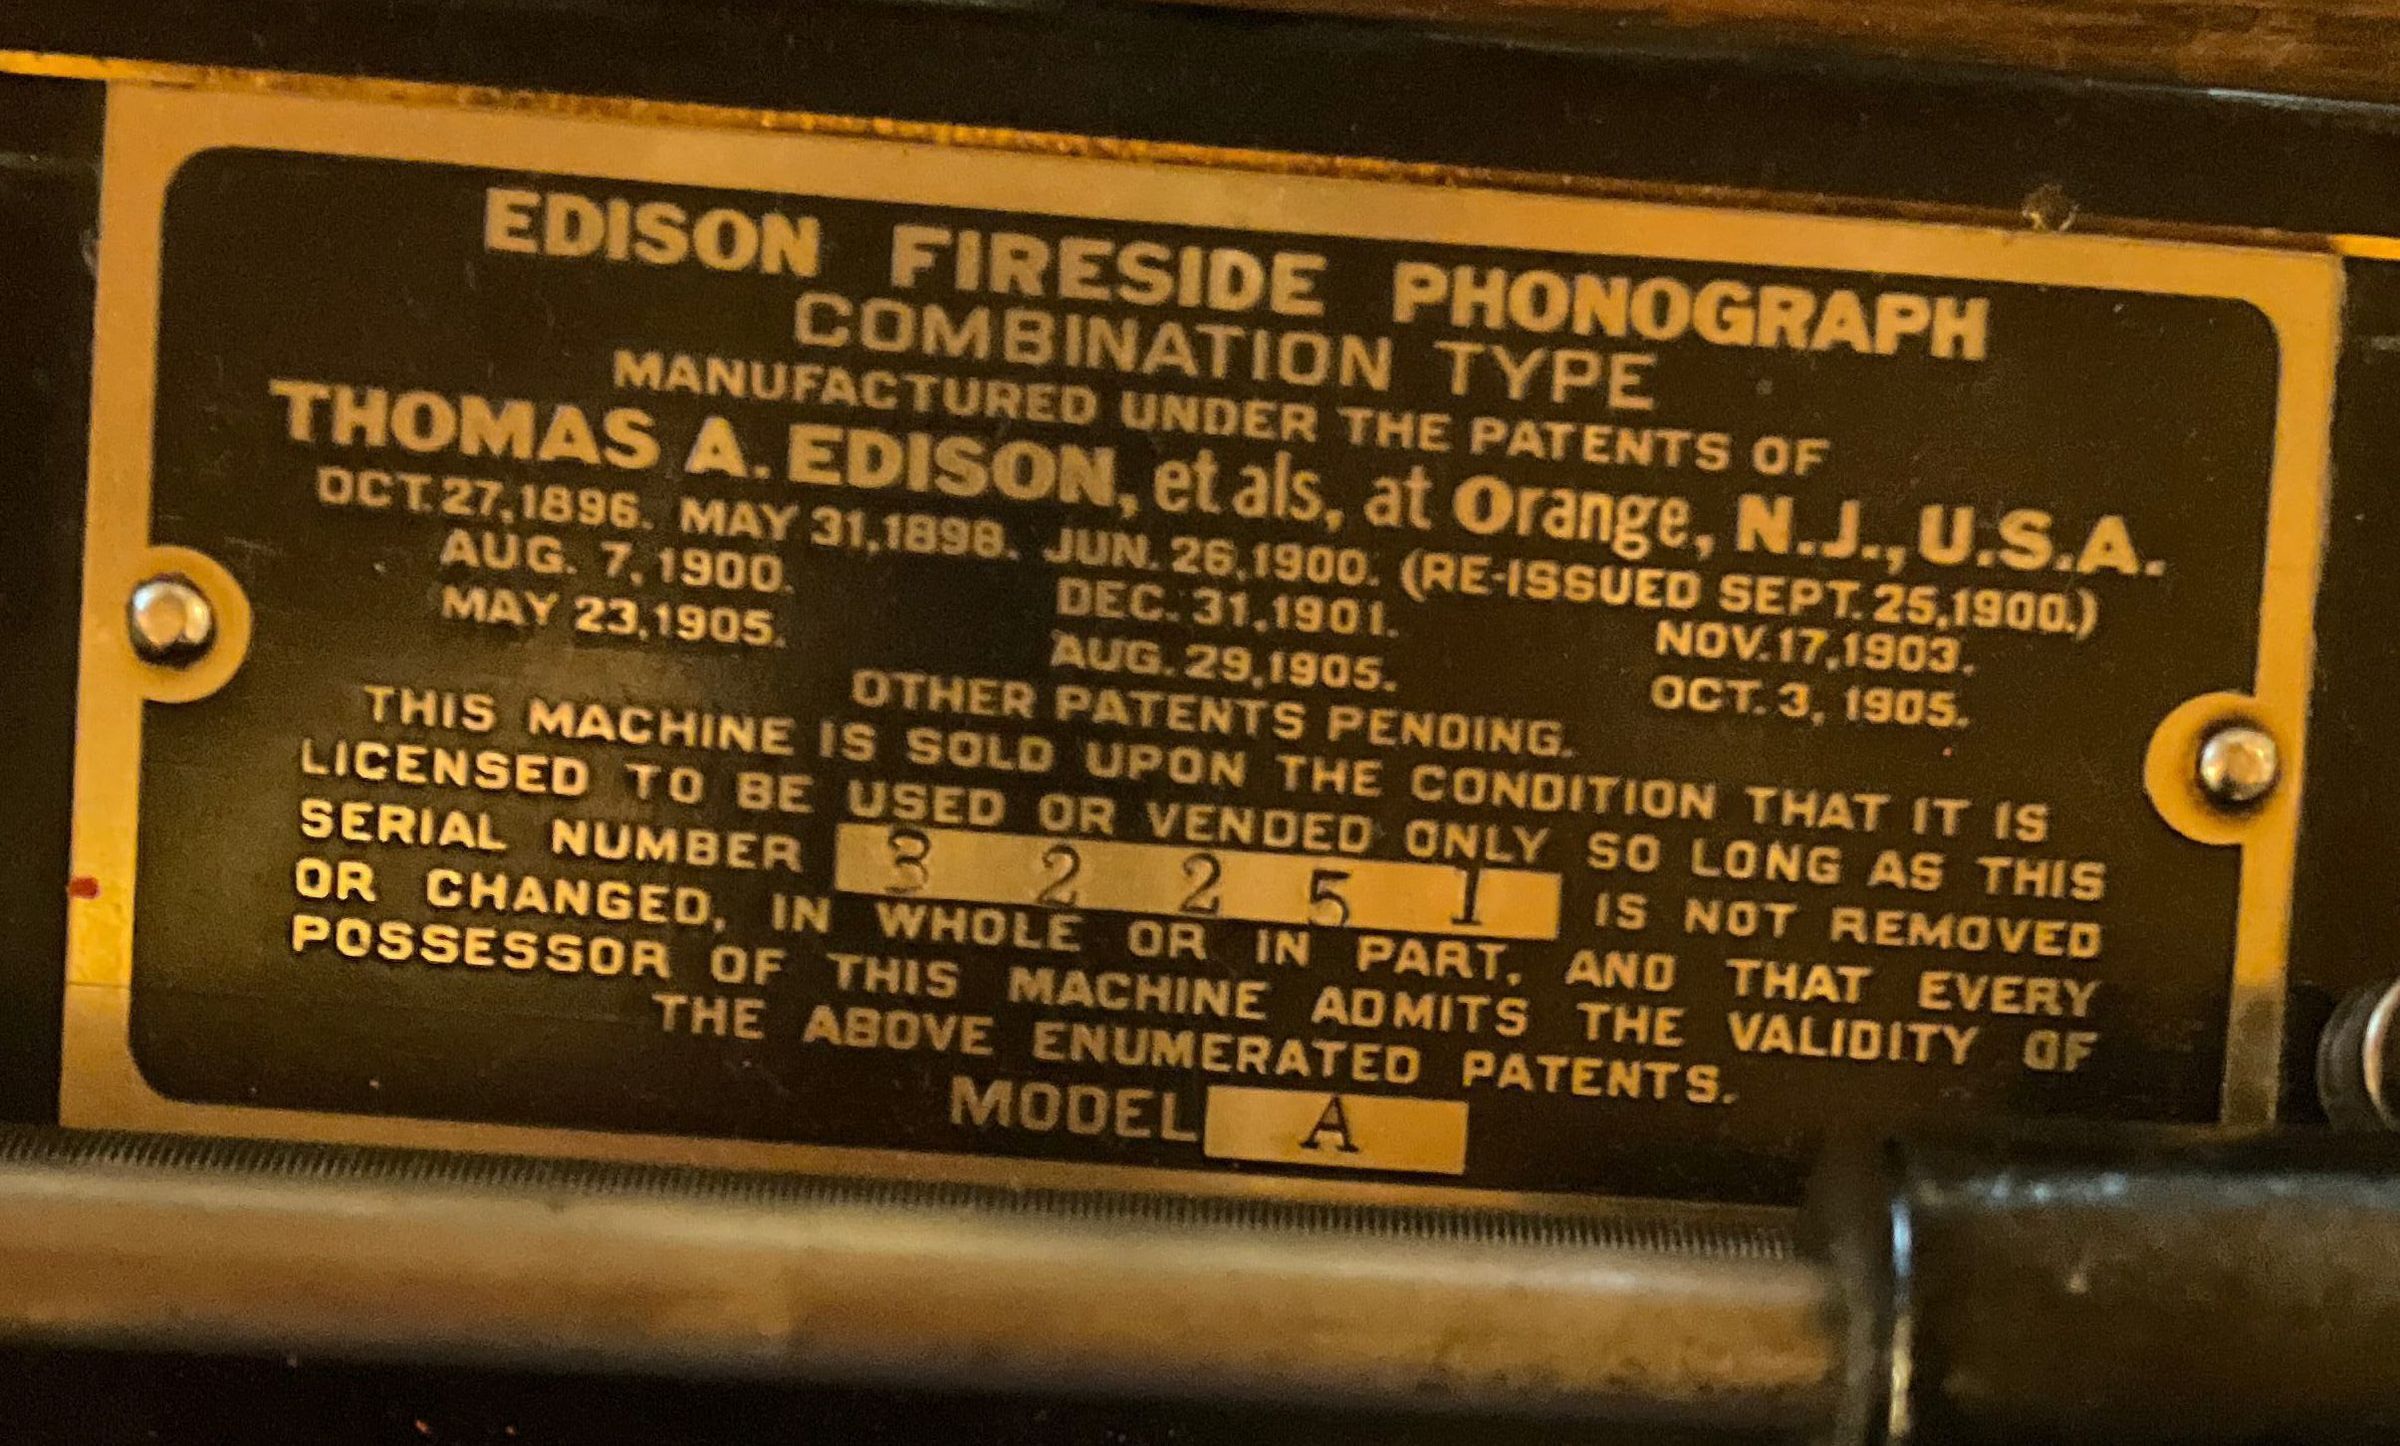 EDISON FIRESIDE PHONOGRAPH
COMBINATION TYPE
MANUFACTURED UNDER THE PATENTS OF
THOMAS A. EDISON, et als, at Orange, N.J., U.S.A.
OCT. 27, 1896. MAY 31, 1898. JUN. 26, 1900. (RE-ISSUED SEPT. 25, 1900.)
AUG. 7, 1900. DEC. 31, 1901. NOV. 17, 1903.
MAY 23, 1905. AUG. 29, 1905. OCT. 3, 1905.
OTHER PATENTS PENDING.
THIS MACHINE IS SOLD UPON THE CONDITION THAT IT IS
LICENSED TO BE USED OR VENDED ONLY SO LONG AS THIS
SERIAL NUMBER 3 2 2 5 1 IS NOT REMOVED
OR CHANGED, IN WHOLE OR IN PART, AND THAT EVERY
POSSESSOR OF THIS MACHINE ADMITS THE VALIDITY OF
THE ABOVE ENUMERATED PATENTS.
MODEL A